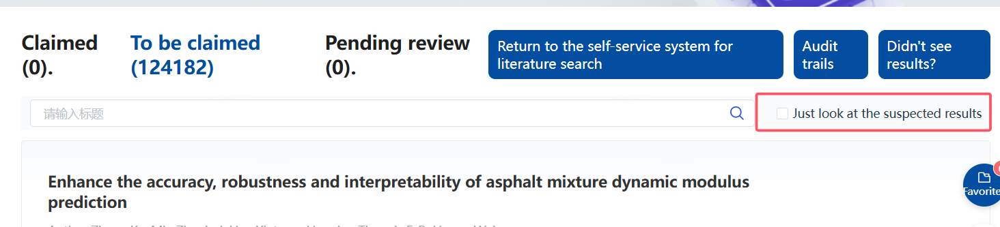 Claimed
(0).
To be claimed
(124182)
Pending review
(0).
Return to the self-service system for
literature search
Audit
trails
Didn't see
results?
请输入标题
Just look at the suspected results
Enhance the accuracy, robustness and interpretability of asphalt mixture dynamic modulus
prediction
Favorite